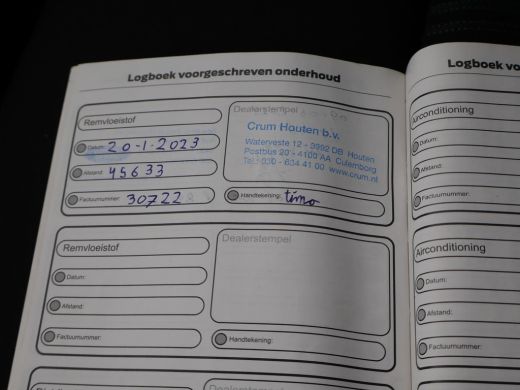 Logboek voorgeschreven onderhoud
Remvloeistof
Datum: 20-1-2023
Afstand: 45633
Factuurnummer: 30722
Dealerstempel
Crum Houten b.v.
Waterveste 12 - 3992 DB Houten
Postbus 20 - 4100 AA Culemborg
Tel.: 030 - 634 41 00 www.crum.nl
Handtekening: timo
Remvloeistof
Datum:
Afstand:
Factuurnummer:
Dealerstempel
Handtekening:
Logboek vo
Airconditioning
Datum:
Afstand:
Factuurnummer:
Airconditioning
Datum:
Afstand:
Factuurnummer: